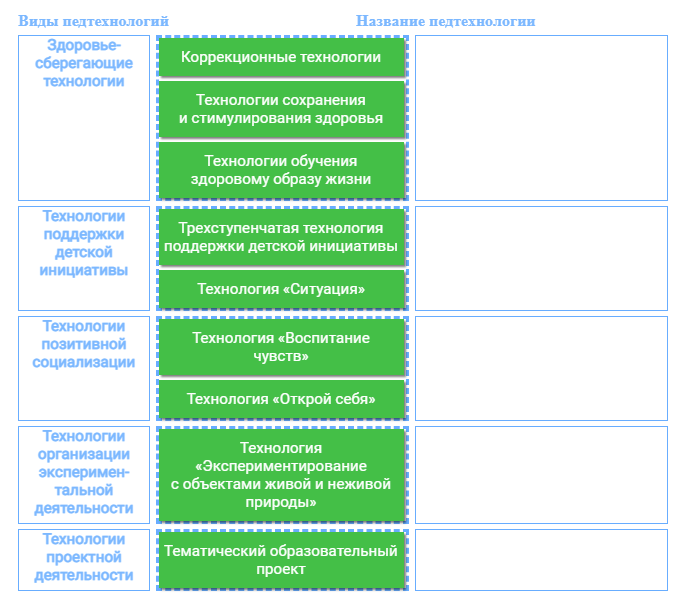 Виды педтехнологий
Название педтехнологии
Здоровье-
сберегающие
технологии
Коррекционные технологии
Технологии сохранения
и стимулирования здоровья
Технологии обучения
здоровому образу жизни
Технологии
поддержки
детской
инициативы
Трехступенчатая технология
поддержки детской инициативы
Технология «Ситуация»
Технологии
позитивной
социализации
Технология «Воспитание
чувств»
Технология «Открой себя»
Технологии
организации
эксперимен-
тальной
деятельности
Технология
«Экспериментирование
с объектами живой и неживой
природы»
Технологии
проектной
деятельности
Тематический образовательный
проект